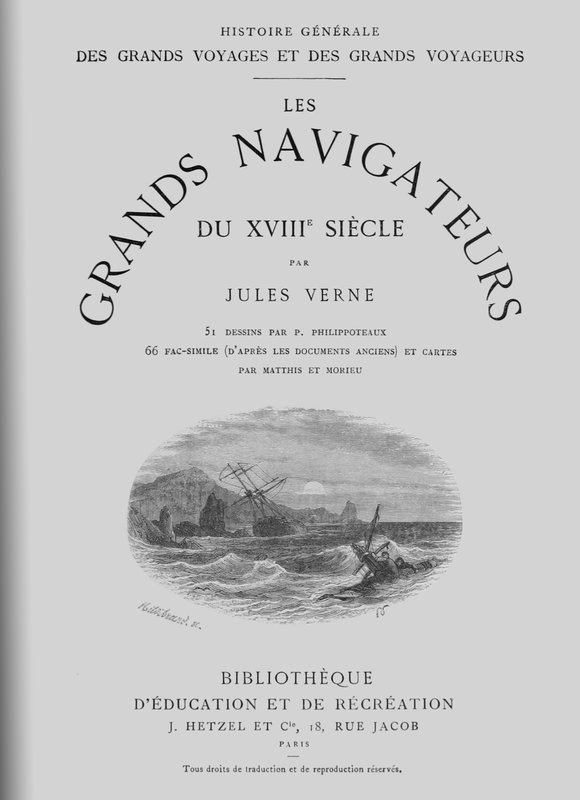 HISTOIRE GÉNÉRALE
DES GRANDS VOYAGES ET DES GRANDS VOYAGEURS
LES
GRANDS NAVIGATEURS
DU XVIIIᴱ SIÈCLE
PAR
JULES VERNE
51 DESSINS PAR P. PHILIPPOTEAUX
66 FAC-SIMILE (D'APRÈS LES DOCUMENTS ANCIENS) ET CARTES
PAR MATTHIS ET MORIEU
BIBLIOTHÈQUE
D'ÉDUCATION ET DE RÉCRÉATION
J. HETZEL ET Cⁱᵉ, 18, RUE JACOB
PARIS
Tous droits de traduction et de reproduction réservés.